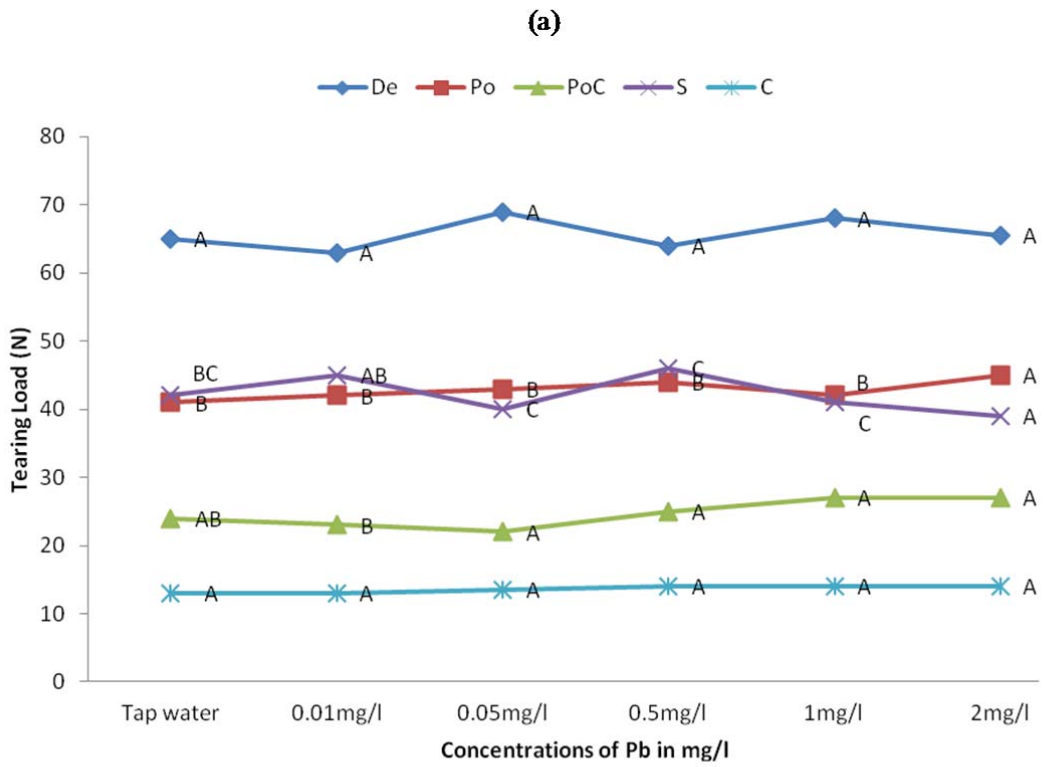 (a)
De Po PoC S C
80
70
60
50
40
30
20
10
0
Tearing Load (N)
A A A A A A
BC AB C C C A
B B B B B A
AB B A A A A
A A A A A A
Tap water 0.01mg/l 0.05mg/l 0.5mg/l 1mg/l 2mg/l
Concentrations of Pb in mg/l